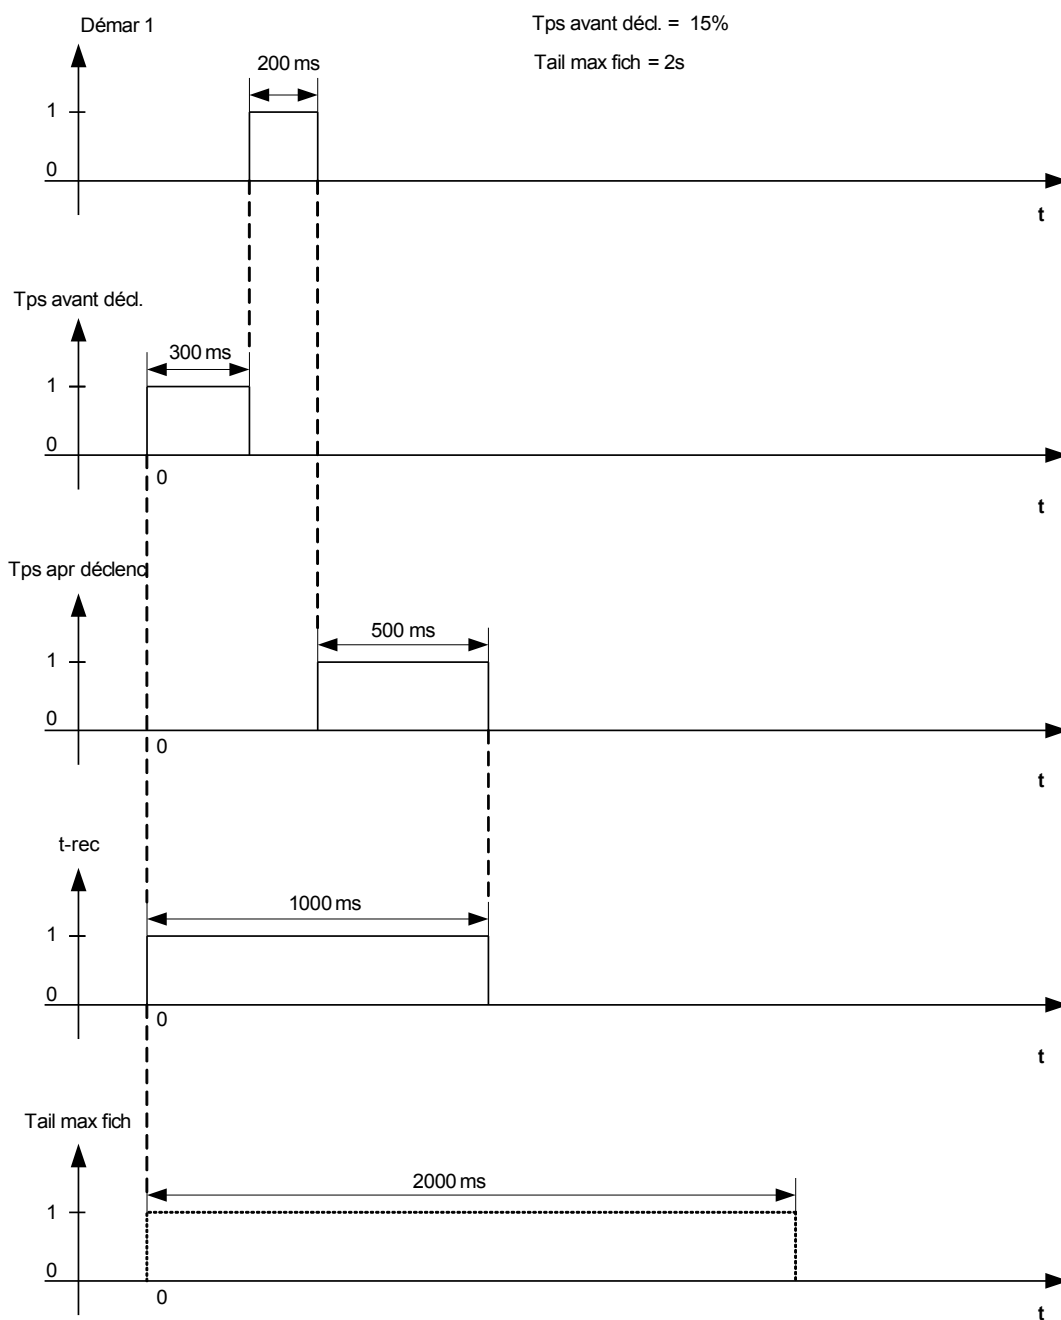 Démar 1
Tps avant décl. = 15%
Tail max fich = 2s
200 ms
1
0
t
Tps avant décl.
300 ms
1
0
0
t
Tps apr déclenc
500 ms
1
0
0
t
t-rec
1000 ms
1
0
0
t
Tail max fich
2000 ms
1
0
0
t